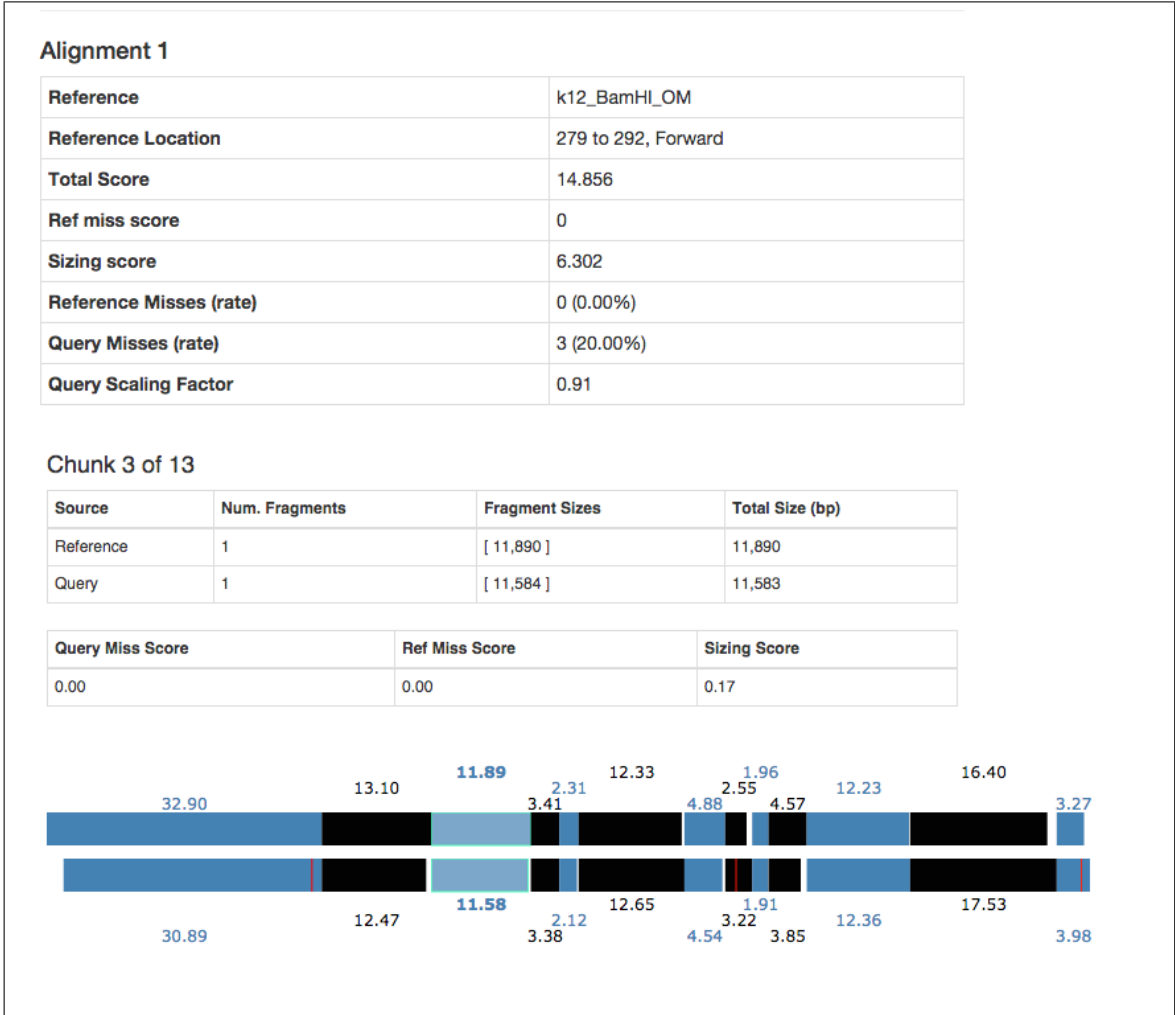 Alignment 1
Reference k12_BamHI_OM
Reference Location 279 to 292, Forward
Total Score 14.856
Ref miss score 0
Sizing score 6.302
Reference Misses (rate) 0 (0.00%)
Query Misses (rate) 3 (20.00%)
Query Scaling Factor 0.91
Chunk 3 of 13
Source Num. Fragments Fragment Sizes Total Size (bp)
Reference 1 [ 11,890 ] 11,890
Query 1 [ 11,584 ] 11,583
Query Miss Score Ref Miss Score Sizing Score
0.00 0.00 0.17
11.89 12.33 1.96 16.40
13.10 2.31 2.55 12.23
32.90 3.41 4.88 4.57 3.27
11.58 12.65 1.91 17.53
12.47 2.12 3.22 12.36
30.89 3.38 4.54 3.85 3.98